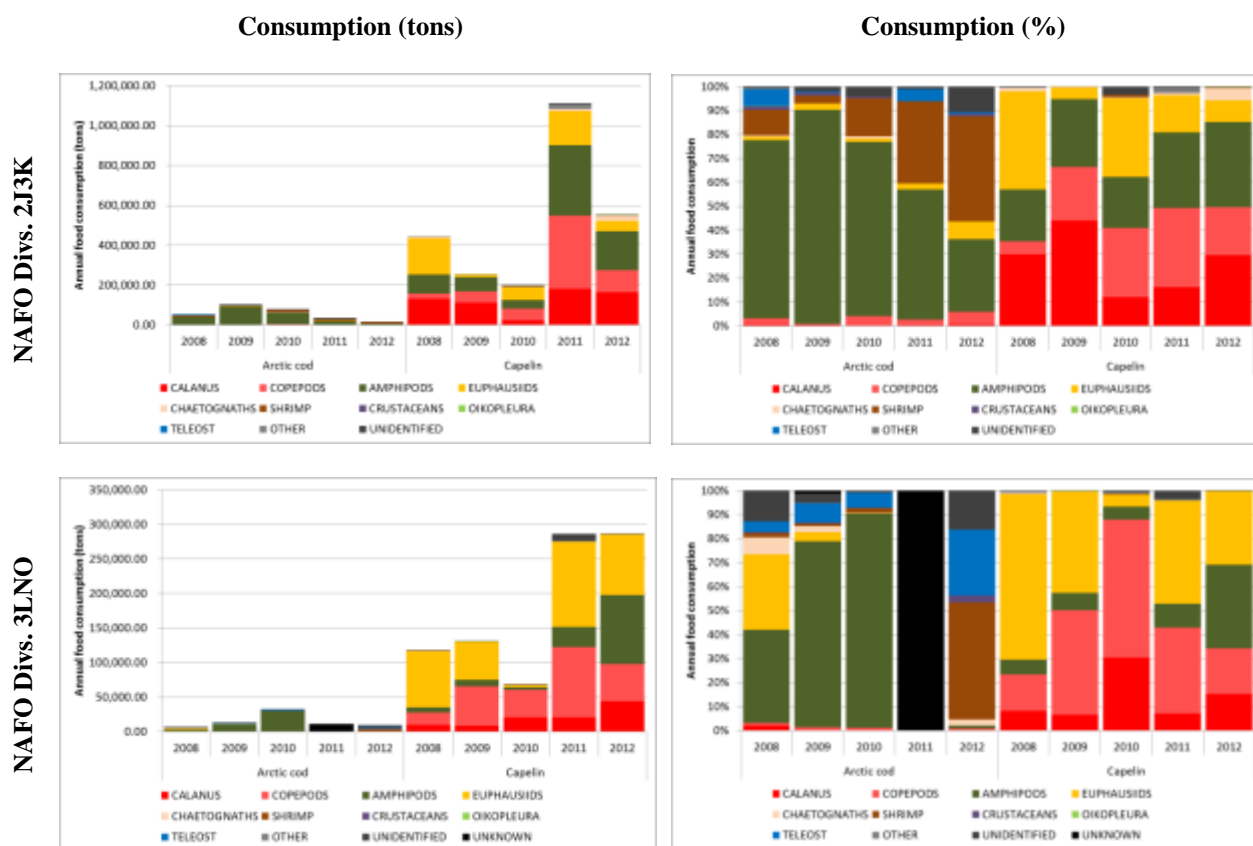 Consumption (tons)
Consumption (%)
NAFO Divs. 2J3K
Annual food consumption (tons)
1,200,000.00
1,000,000.00
800,000.00
600,000.00
400,000.00
200,000.00
0.00
2008 2009 2010 2011 2012 2008 2009 2010 2011 2012
Arctic cod Capelin
CALANUS COPEPODS AMPHIPODS EUPHAUSIIDS
CHAETOGNATHS SHRIMP CRUSTACEANS OIKOPLEURA
TELEOST OTHER UNIDENTIFIED
Annual food consumption
100%
90%
80%
70%
60%
50%
40%
30%
20%
10%
0%
2008 2009 2010 2011 2012 2008 2009 2010 2011 2012
Arctic cod Capelin
CALANUS COPEPODS AMPHIPODS EUPHAUSIIDS
CHAETOGNATHS SHRIMP CRUSTACEANS OIKOPLEURA
TELEOST OTHER UNIDENTIFIED
NAFO Divs. 3LNO
Annual food consumption (tons)
350,000.00
300,000.00
250,000.00
200,000.00
150,000.00
100,000.00
50,000.00
0.00
2008 2009 2010 2011 2012 2008 2009 2010 2011 2012
Arctic cod Capelin
CALANUS COPEPODS AMPHIPODS EUPHAUSIIDS
CHAETOGNATHS SHRIMP CRUSTACEANS OIKOPLEURA
TELEOST OTHER UNIDENTIFIED UNKNOWN
Annual food consumption
100%
90%
80%
70%
60%
50%
40%
30%
20%
10%
0%
2008 2009 2010 2011 2012 2008 2009 2010 2011 2012
Arctic cod Capelin
CALANUS COPEPODS AMPHIPODS EUPHAUSIIDS
CHAETOGNATHS SHRIMP CRUSTACEANS OIKOPLEURA
TELEOST OTHER UNIDENTIFIED UNKNOWN